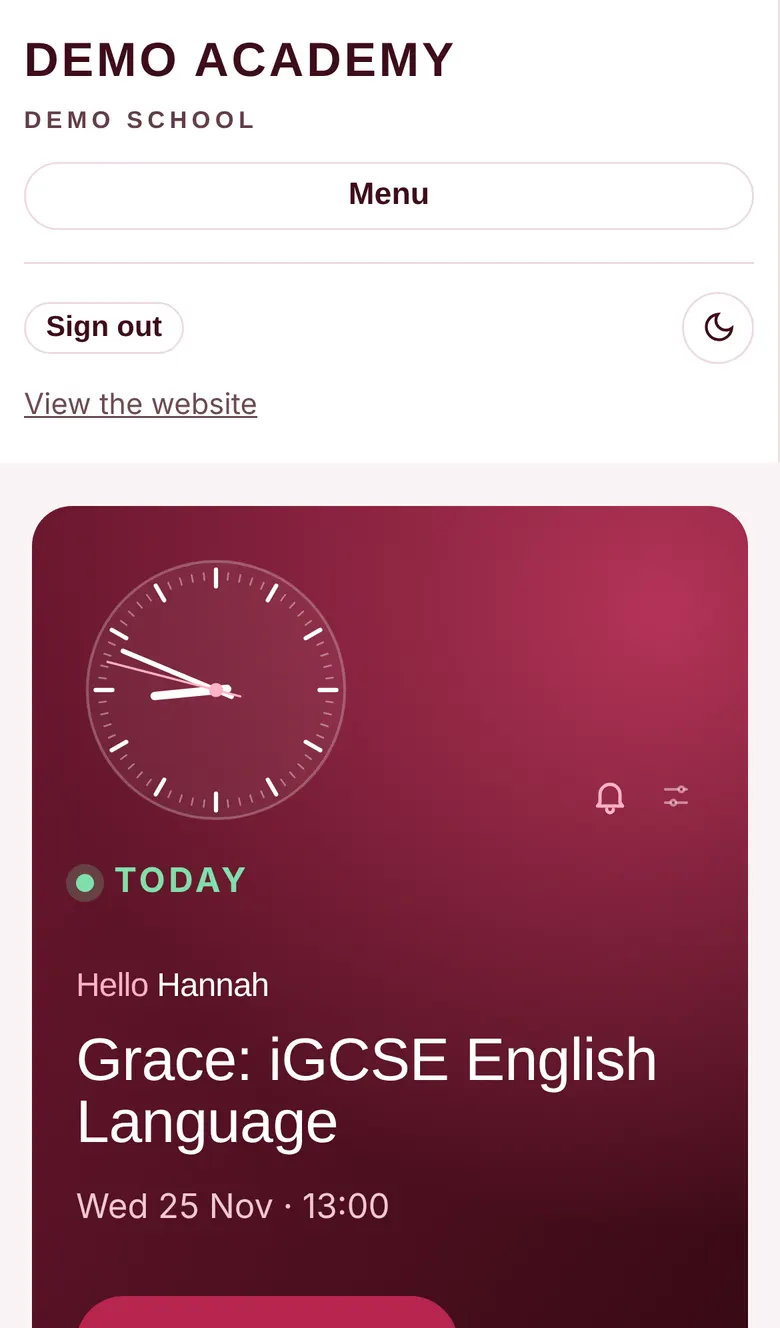 DEMO ACADEMY
DEMO SCHOOL
Menu
Sign out
View the website
TODAY
Hello Hannah
Grace: iGCSE English
Language
Wed 25 Nov · 13:00